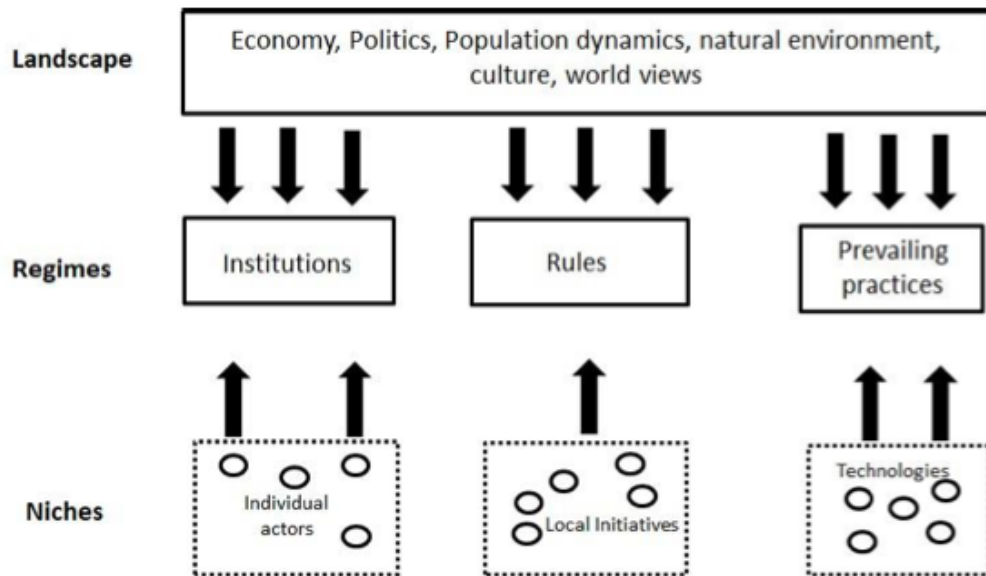 Landscape
Economy, Politics, Population dynamics, natural environment,
culture, world views
Regimes
Institutions
Rules
Prevailing
practices
Niches
Individual
actors
Local Initiatives
Technologies